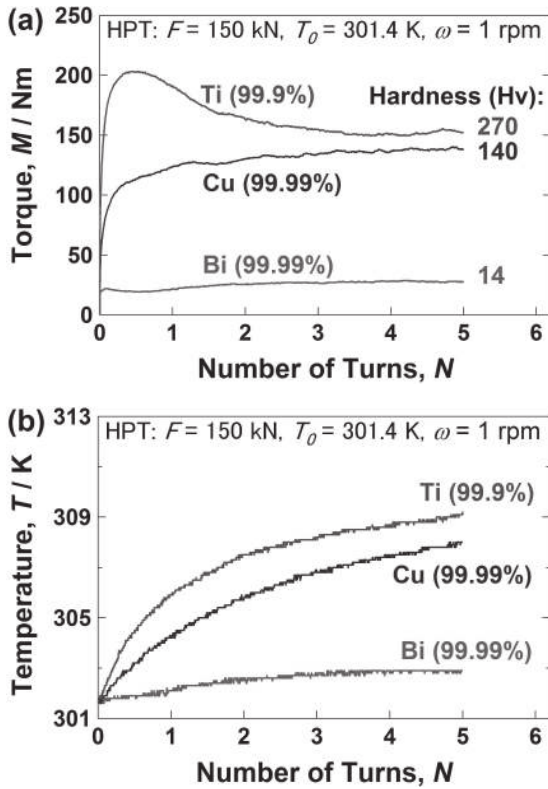 (a)
HPT: F = 150 kN, T0 = 301.4 K, ω = 1 rpm
Torque, M / Nm
250
200
150
100
50
0
Ti (99.9%)
Hardness (Hv):
270
140
Cu (99.99%)
Bi (99.99%)
14
0 1 2 3 4 5 6
Number of Turns, N
(b)
HPT: F = 150 kN, T0 = 301.4 K, ω = 1 rpm
Temperature, T / K
313
309
305
301
Ti (99.9%)
Cu (99.99%)
Bi (99.99%)
0 1 2 3 4 5 6
Number of Turns, N